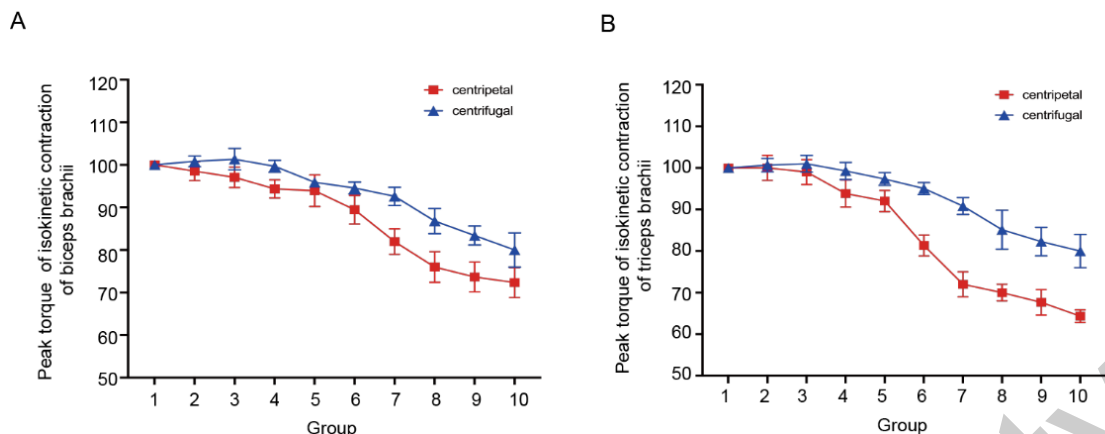 A
Peak torque of isokinetic contraction
of biceps brachii
120
110
100
90
80
70
60
50
centripetal
centrifugal
1 2 3 4 5 6 7 8 9 10
Group
B
Peak torque of isokinetic contraction
of triceps brachii
120
110
100
90
80
70
60
50
centripetal
centrifugal
1 2 3 4 5 6 7 8 9 10
Group